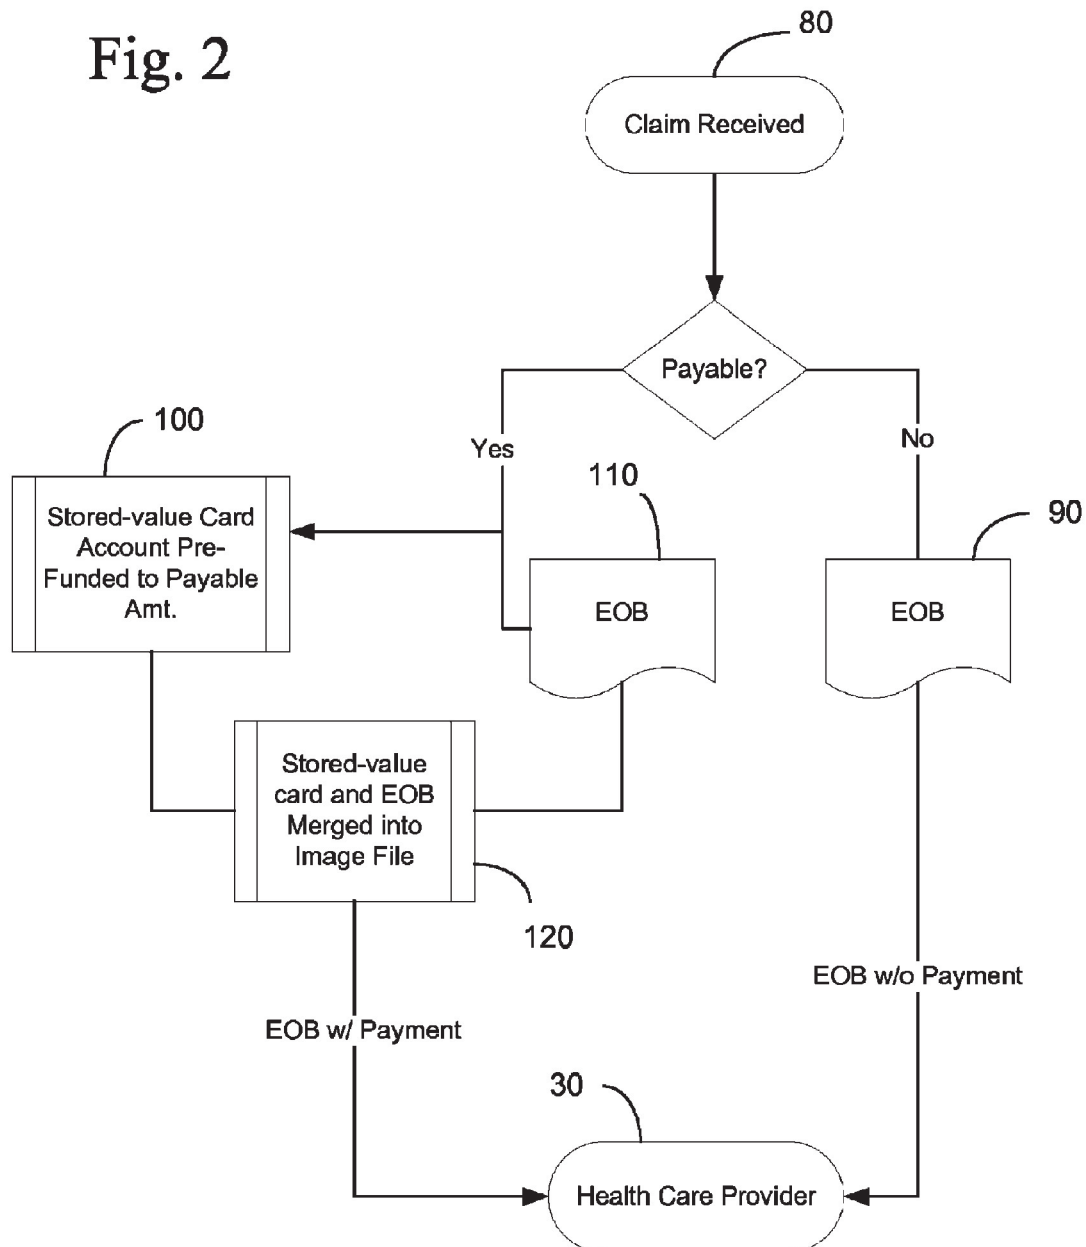 Fig. 2
80
Claim Received
Payable?
Yes
No
100
110
90
Stored-value Card
Account Pre-
Funded to Payable
Amt.
EOB
EOB
Stored-value
card and EOB
Merged into
Image File
120
EOB w/o Payment
EOB w/ Payment
30
Health Care Provider